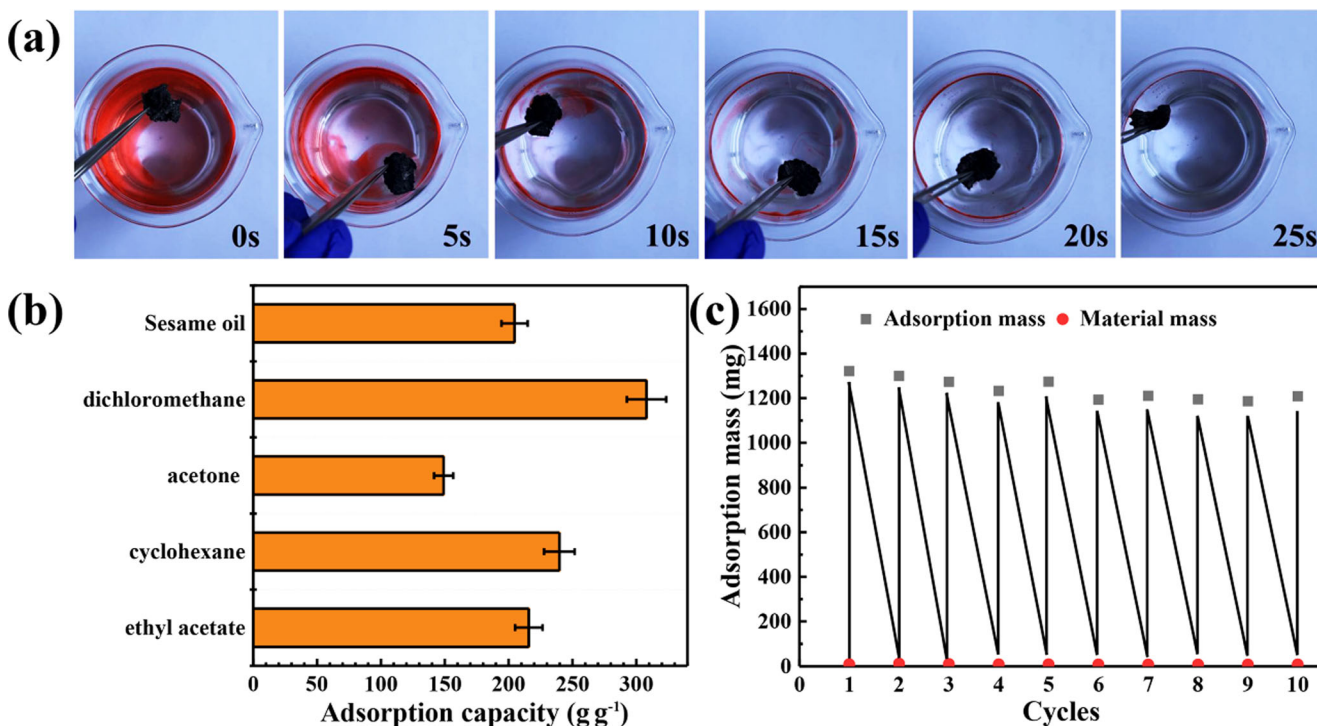 (a)
0s
5s
10s
15s
20s
25s
(b)
Sesame oil
dichloromethane
acetone
cyclohexane
ethyl acetate
0 50 100 150 200 250 300
Adsorption capacity (g g⁻¹)
(c)
Adsorption mass Material mass
Adsorption mass (mg)
1600
1400
1200
1000
800
600
400
200
0
0 1 2 3 4 5 6 7 8 9 10
Cycles